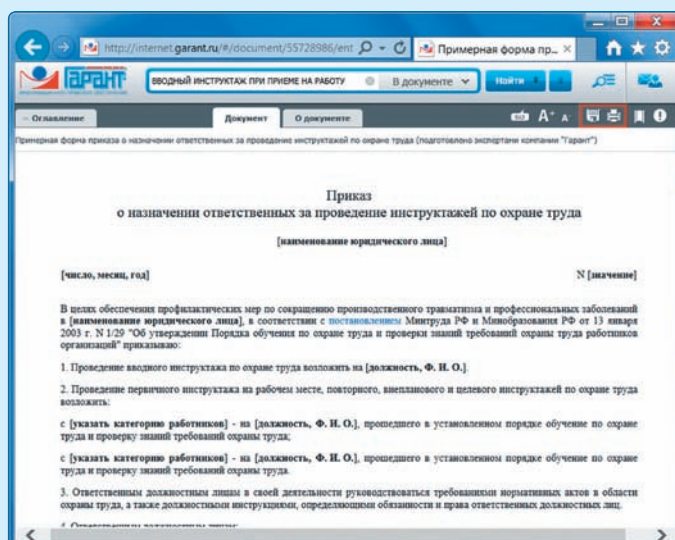 http://internet.garant.ru/#/document/55728986/ent
Примерная форма пр...
ГАРАНТ
ВВОДНЫЙ ИНСТРУКТАЖ ПРИ ПРИЕМЕ НА РАБОТУ
В документе
Найти
Оглавление
Документ
О документе
A+ A-
Примерная форма приказа о назначении ответственных за проведение инструктажей по охране труда (подготовлено экспертами компании "Гарант")
Приказ
о назначении ответственных за проведение инструктажей по охране труда
[наименование юридического лица]
[число, месяц, год]
N [значение]
В целях обеспечения профилактических мер по сокращению производственного травматизма и профессиональных заболеваний
в [наименование юридического лица], в соответствии с постановлением Минтруда РФ и Минобразования РФ от 13 января
2003 г. N 1/29 "Об утверждении Порядка обучения по охране труда и проверки знаний требований охраны труда работников
организаций" приказываю:
1. Проведение вводного инструктажа по охране труда возложить на [должность, Ф. И. О.].
2. Проведение первичного инструктажа на рабочем месте, повторного, внепланового и целевого инструктажей по охране труда
возложить:
с [указать категорию работников] - на [должность, Ф. И. О.], прошедшего в установленном порядке обучение по охране
труда и проверку знаний требований охраны труда;
с [указать категорию работников] - на [должность, Ф. И. О.], прошедшего в установленном порядке обучение по охране
труда и проверку знаний требований охраны труда.
3. Ответственным должностным лицам в своей деятельности руководствоваться требованиями нормативных актов в области
охраны труда, а также должностными инструкциями, определяющими обязанности и права ответственных должностных лиц.
4. Ответственным должностным лицам: